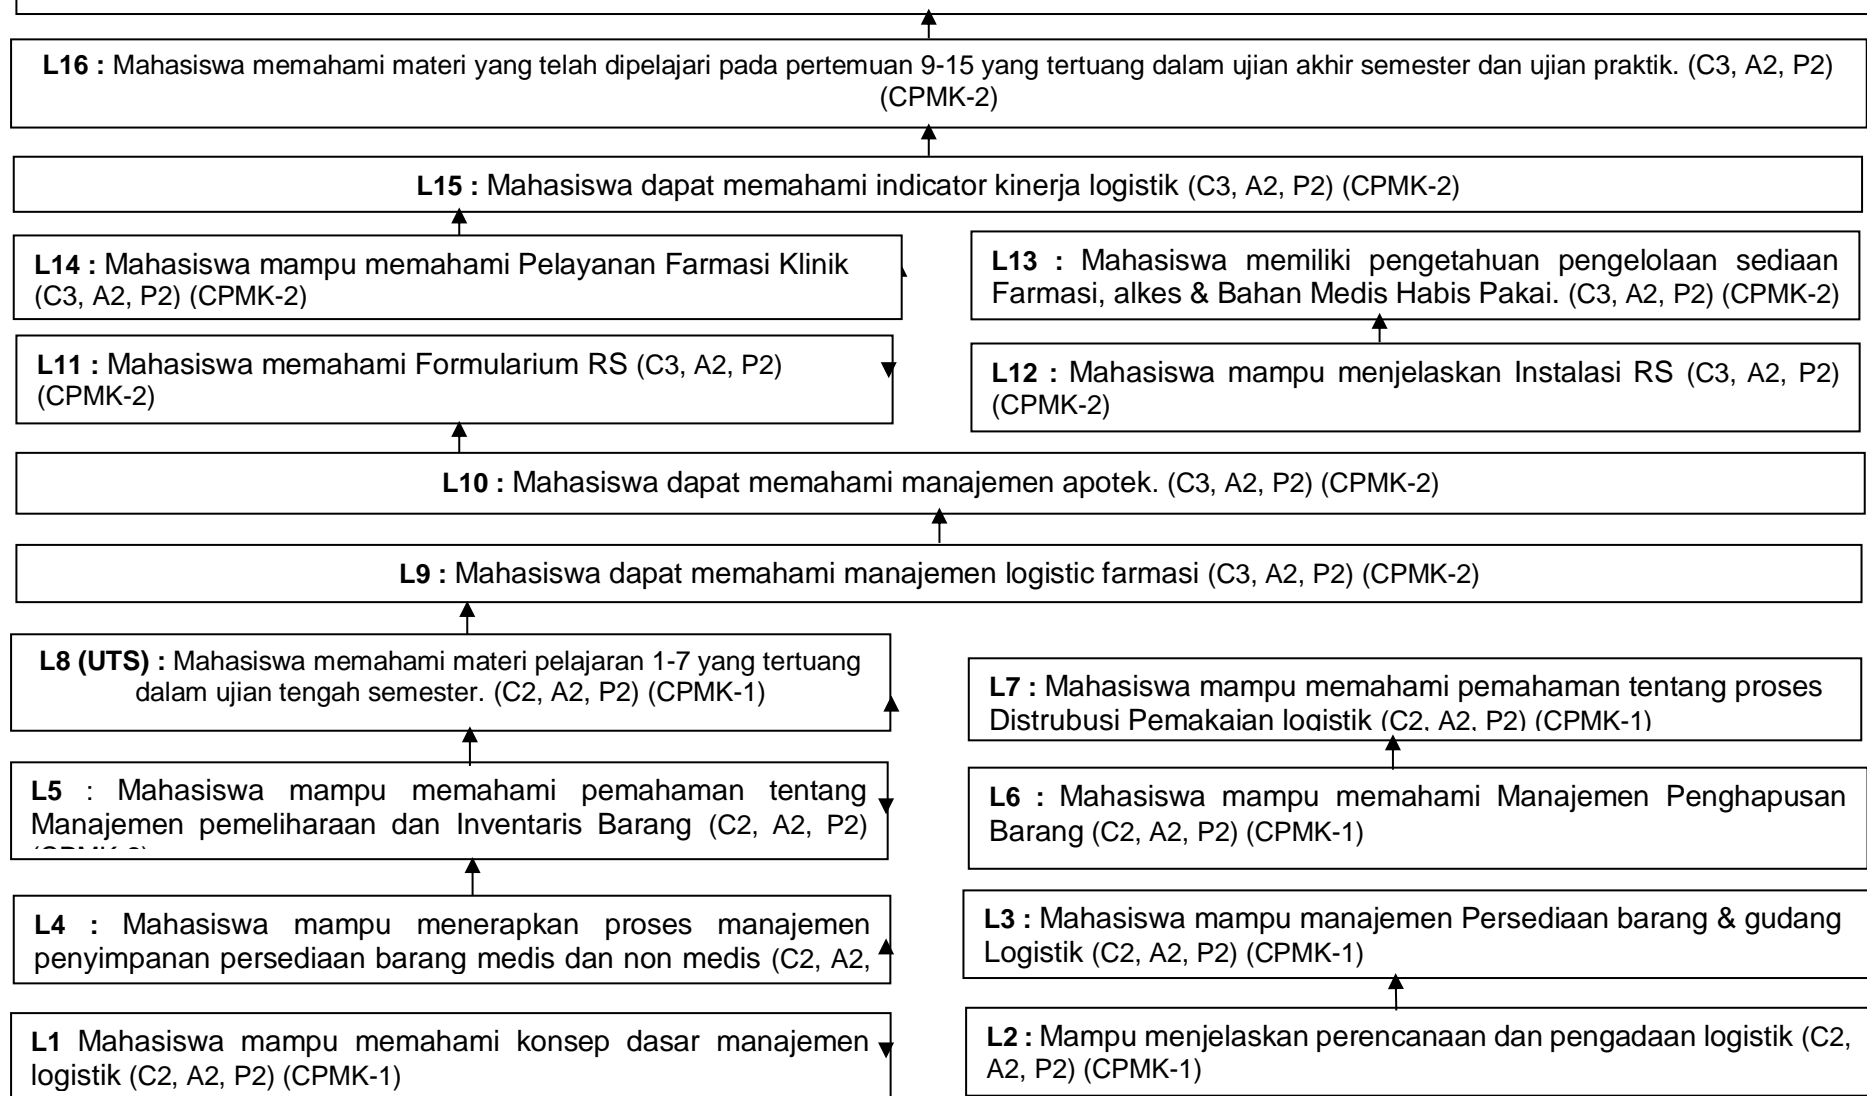 L16 : Mahasiswa memahami materi yang telah dipelajari pada pertemuan 9-15 yang tertuang dalam ujian akhir semester dan ujian praktik. (C3, A2, P2)
(CPMK-2)
L15 : Mahasiswa dapat memahami indicator kinerja logistik (C3, A2, P2) (CPMK-2)
L14 : Mahasiswa mampu memahami Pelayanan Farmasi Klinik
(C3, A2, P2) (CPMK-2)
L13 : Mahasiswa memiliki pengetahuan pengelolaan sediaan
Farmasi, alkes & Bahan Medis Habis Pakai. (C3, A2, P2) (CPMK-2)
L11 : Mahasiswa memahami Formularium RS (C3, A2, P2)
(CPMK-2)
L12 : Mahasiswa mampu menjelaskan Instalasi RS (C3, A2, P2)
(CPMK-2)
L10 : Mahasiswa dapat memahami manajemen apotek. (C3, A2, P2) (CPMK-2)
L9 : Mahasiswa dapat memahami manajemen logistic farmasi (C3, A2, P2) (CPMK-2)
L8 (UTS) : Mahasiswa memahami materi pelajaran 1-7 yang tertuang
dalam ujian tengah semester. (C2, A2, P2) (CPMK-1)
L7 : Mahasiswa mampu memahami pemahaman tentang proses
Distrubusi Pemakaian logistik (C2, A2, P2) (CPMK-1)
L5 : Mahasiswa mampu memahami pemahaman tentang
Manajemen pemeliharaan dan Inventaris Barang (C2, A2, P2)
L6 : Mahasiswa mampu memahami Manajemen Penghapusan
Barang (C2, A2, P2) (CPMK-1)
L4 : Mahasiswa mampu menerapkan proses manajemen
penyimpanan persediaan barang medis dan non medis (C2, A2,
L3 : Mahasiswa mampu manajemen Persediaan barang & gudang
Logistik (C2, A2, P2) (CPMK-1)
L1 Mahasiswa mampu memahami konsep dasar manajemen
logistik (C2, A2, P2) (CPMK-1)
L2 : Mampu menjelaskan perencanaan dan pengadaan logistik (C2,
A2, P2) (CPMK-1)